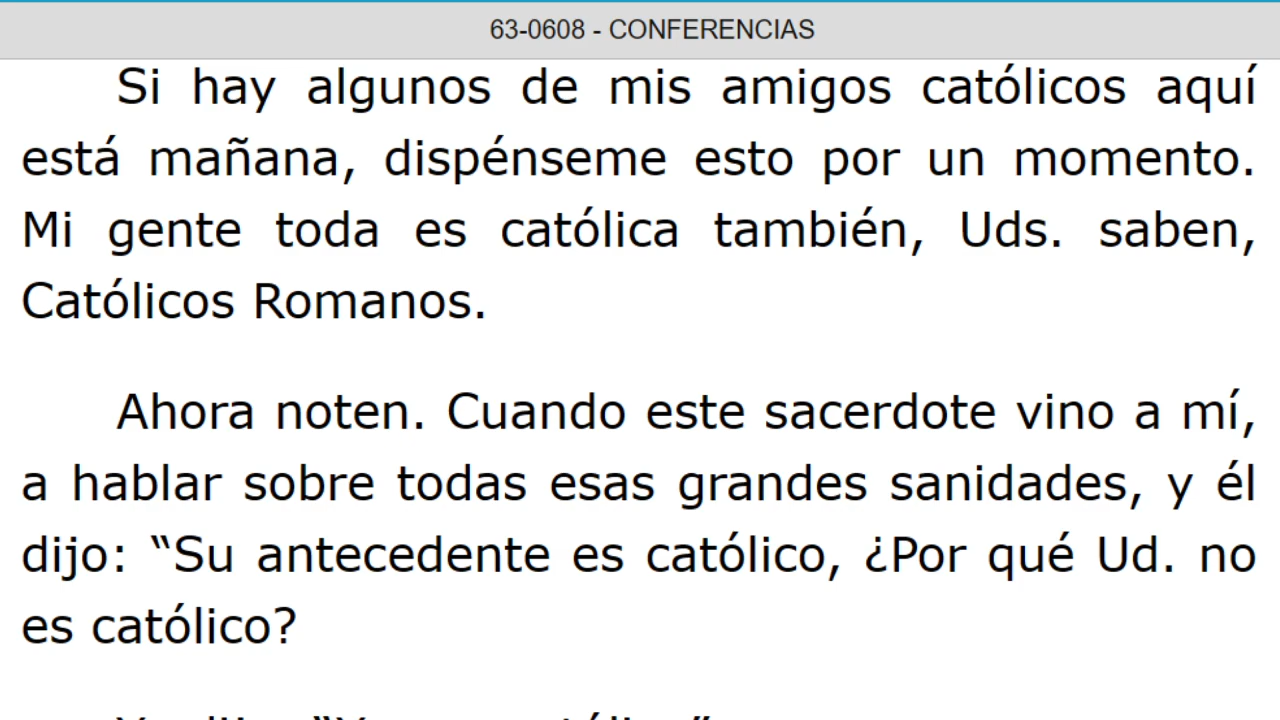 63-0608 - CONFERENCIAS
Si hay algunos de mis amigos católicos aquí
está mañana, dispénseme esto por un momento.
Mi gente toda es católica también, Uds. saben,
Católicos Romanos.
Ahora noten. Cuando este sacerdote vino a mí,
a hablar sobre todas esas grandes sanidades, y él
dijo: “Su antecedente es católico, ¿Por qué Ud. no
es católico?